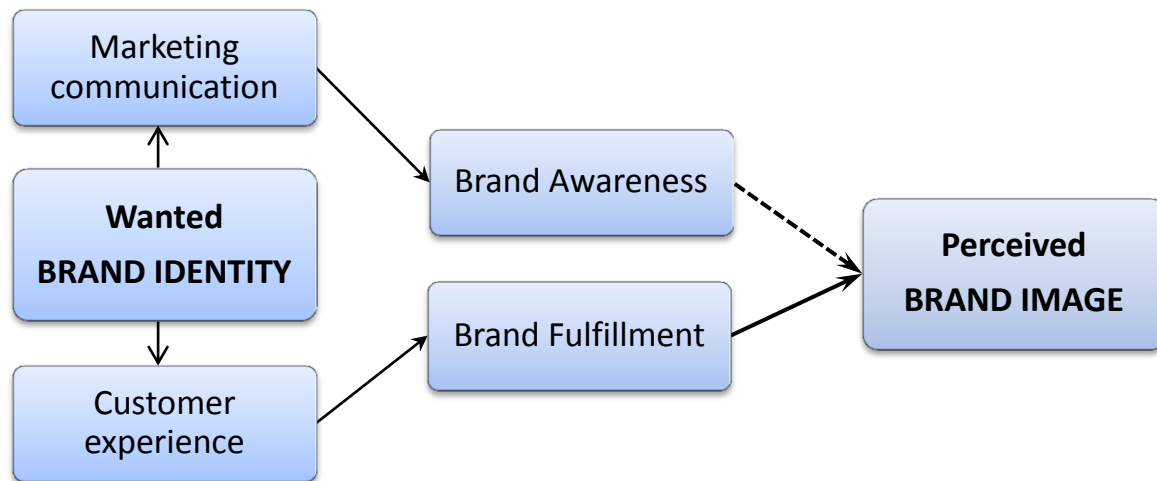 Marketing
communication
Wanted
BRAND IDENTITY
Customer
experience
Brand Awareness
Brand Fulfillment
Perceived
BRAND IMAGE